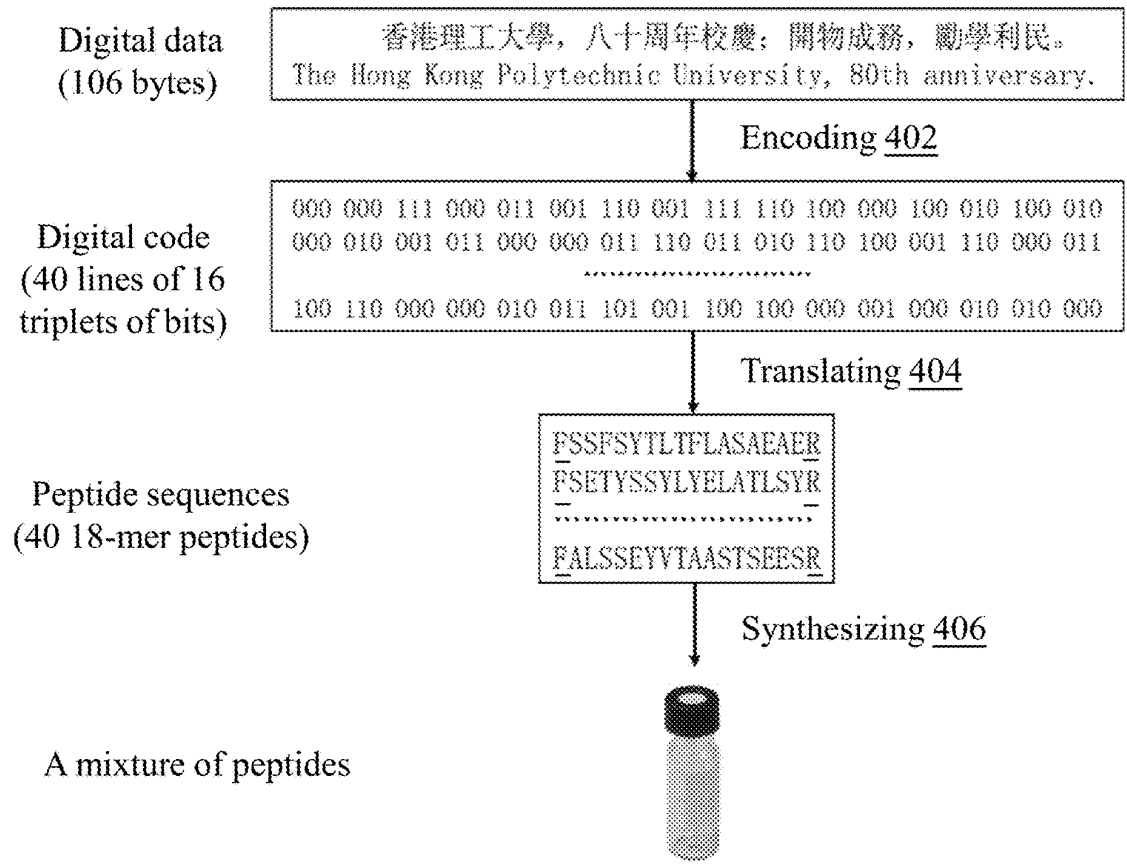 Digital data
(106 bytes)
香港理工大學，八十周年校慶；開物成務，勵學利民。
The Hong Kong Polytechnic University, 80th anniversary.
Encoding 402
Digital code
(40 lines of 16
triplets of bits)
000 000 111 000 011 001 110 001 111 110 100 000 100 010 100 010
000 010 001 011 000 000 011 110 011 010 110 100 001 110 000 011
100 110 000 000 010 011 101 001 100 100 000 001 000 010 010 000
Translating 404
Peptide sequences
(40 18-mer peptides)
FSSFSYTLTFLASAEAER
FSETYSSYLYELATLSYR
FALSSEYVTAASTSEESR
Synthesizing 406
A mixture of peptides